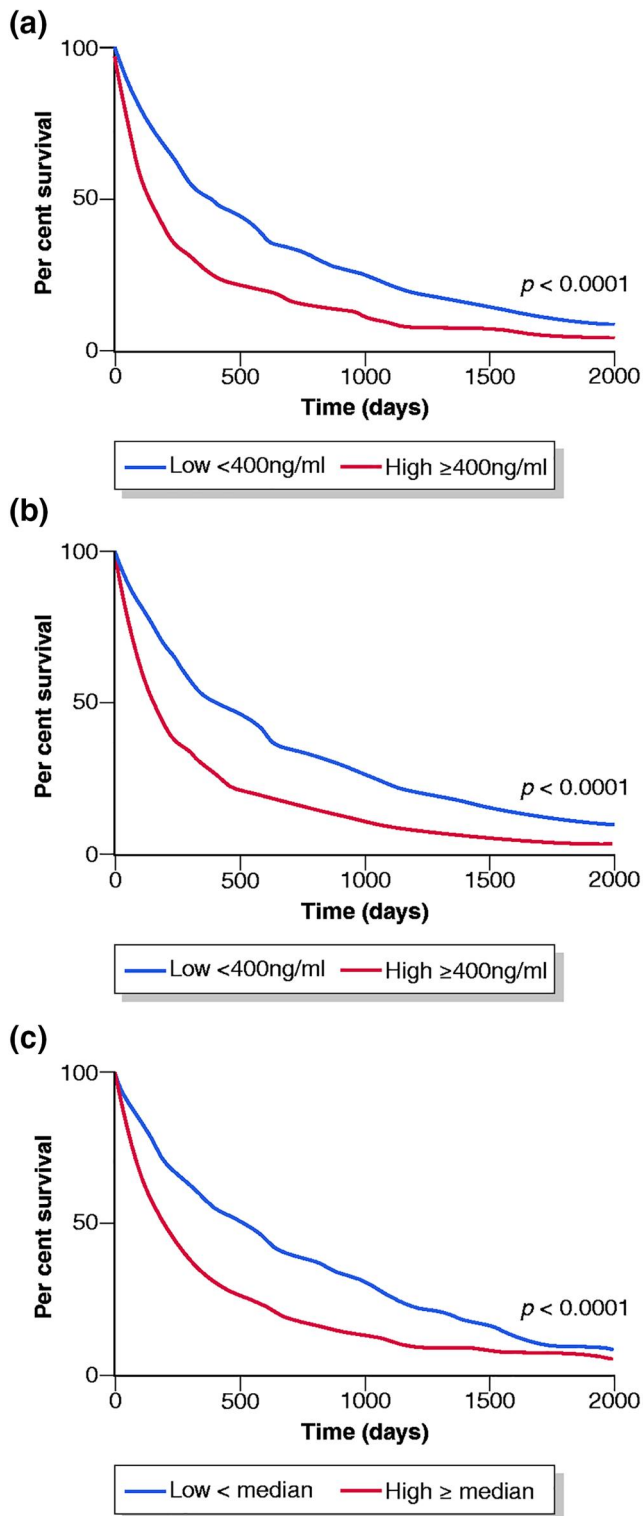 (a)
100
50
0
Per cent survival
p < 0.0001
0 500 1000 1500 2000
Time (days)
Low <400ng/ml High ≥400ng/ml
(b)
100
50
0
Per cent survival
p < 0.0001
0 500 1000 1500 2000
Time (days)
Low <400ng/ml High ≥400ng/ml
(c)
100
50
0
Per cent survival
p < 0.0001
0 500 1000 1500 2000
Time (days)
Low < median High ≥ median